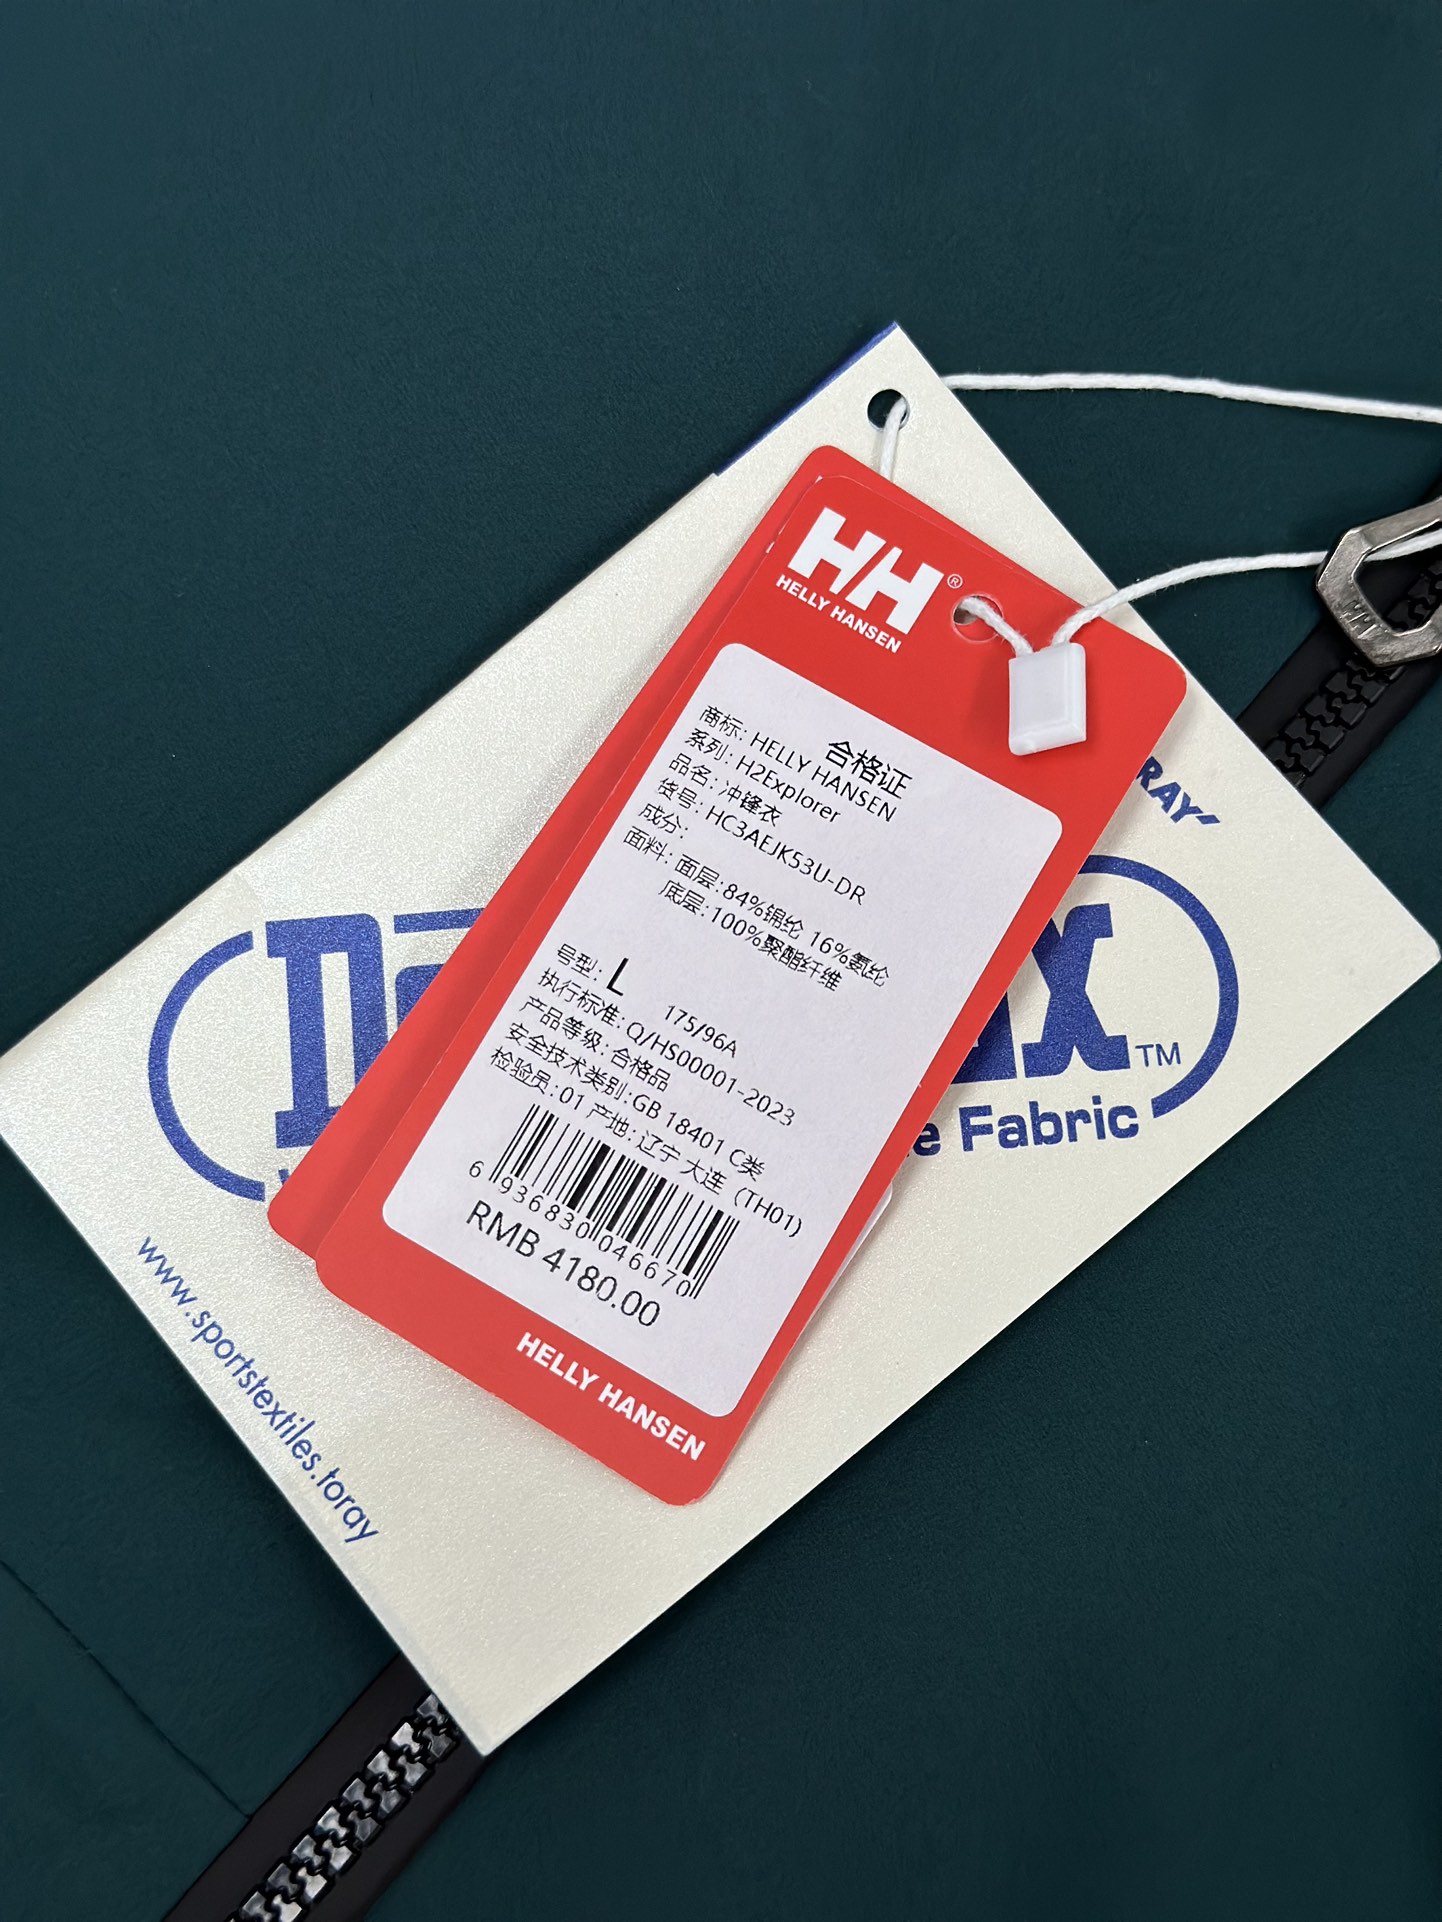 HH®
HELLY HANSEN
合格证
商标: HELLY HANSEN
系列: H2Explorer
品名: 冲锋衣
货号: HC3AEJK53U-DR
成分:
面料: 面层:84%锦纶 16%氨纶
底层:100%聚酯纤维
号型: L 175/96A
执行标准: Q/HS00001-2023
产品等级: 合格品
安全技术类别:GB 18401 C类
检验员:01 产地: 辽宁 大连 (TH01)
6 936830 046670
RMB 4180.00
HELLY HANSEN
RAY
TM
e Fabric
www.sportstextiles.toray